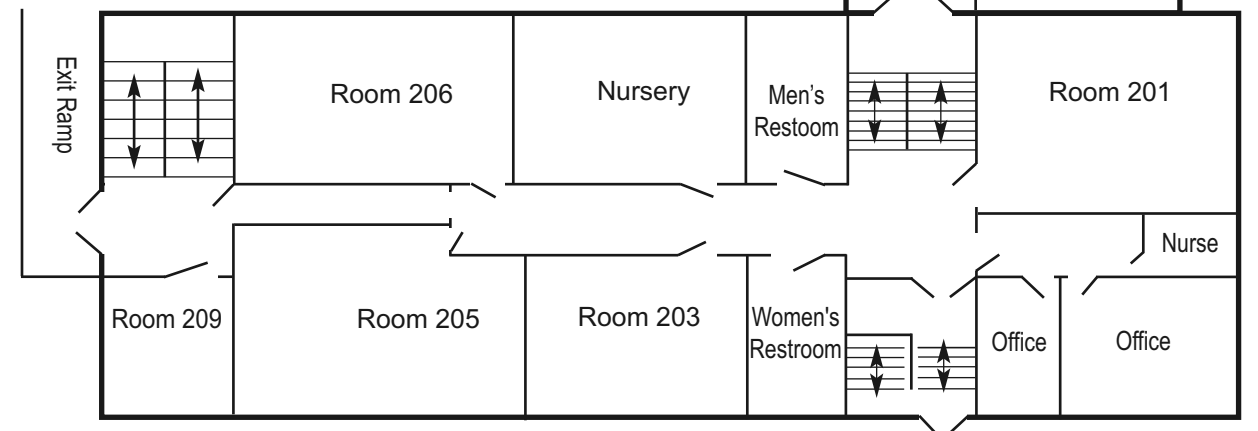 Exit Ramp
Room 206
Nursery
Men's
Restoom
Room 201
Nurse
Room 209
Room 205
Room 203
Women's
Restroom
Office
Office